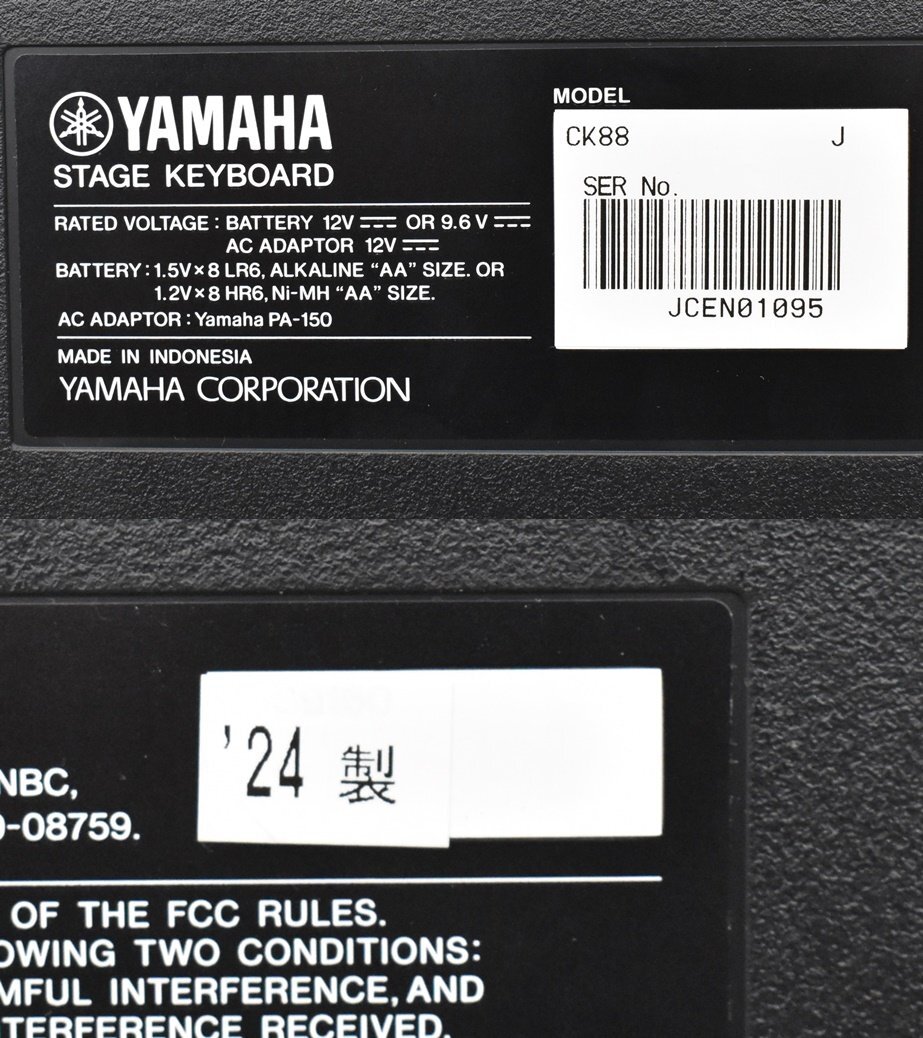 YAMAHA
STAGE KEYBOARD
RATED VOLTAGE : BATTERY 12V ⎓ OR 9.6 V ⎓
AC ADAPTOR 12V ⎓
BATTERY : 1.5V×8 LR6, ALKALINE “AA” SIZE. OR
1.2V×8 HR6, Ni-MH “AA” SIZE.
AC ADAPTOR : Yamaha PA-150
MADE IN INDONESIA
YAMAHA CORPORATION
MODEL
CK88 J
SER No.
JCEN01095
NBC,
-08759.
'24 製
OF THE FCC RULES.
OWING TWO CONDITIONS:
MFUL INTERFERENCE, AND
TERFERENCE RECEIVED,